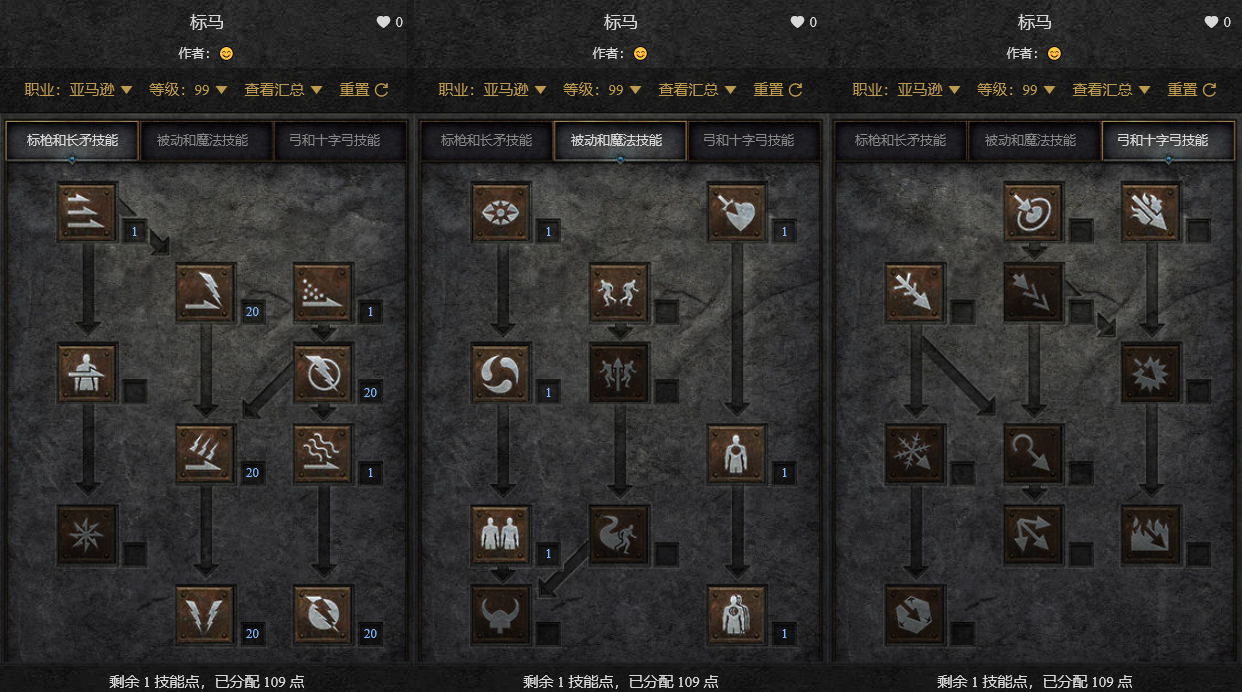 标马
0
作者：
职业：亚马逊 等级：99 查看汇总 重置
标枪和长矛技能 被动和魔法技能 弓和十字弓技能
1
20 1
20
20 1
20 20
剩余 1 技能点，已分配 109 点
标马
0
作者：
职业：亚马逊 等级：99 查看汇总 重置
标枪和长矛技能 被动和魔法技能 弓和十字弓技能
1 1
1
1
1
1
剩余 1 技能点，已分配 109 点
标马
0
作者：
职业：亚马逊 等级：99 查看汇总 重置
标枪和长矛技能 被动和魔法技能 弓和十字弓技能
剩余 1 技能点，已分配 109 点